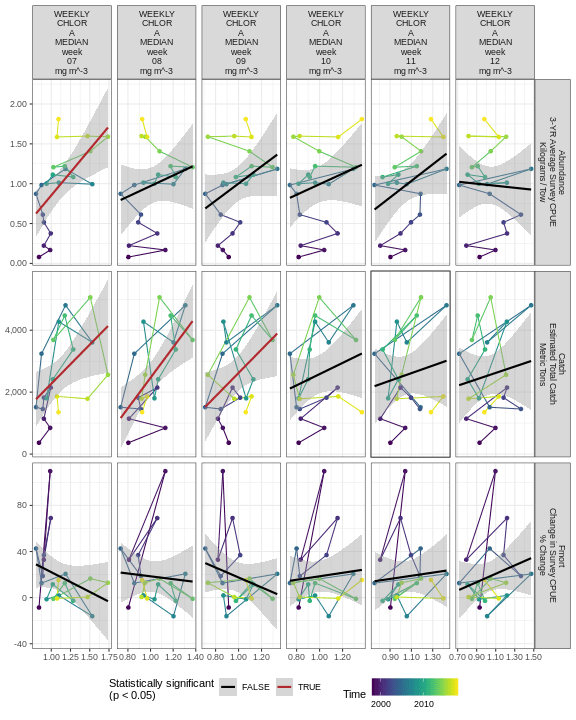 WEEKLY
CHLOR
A
MEDIAN
week
07
mg m^-3
WEEKLY
CHLOR
A
MEDIAN
week
08
mg m^-3
WEEKLY
CHLOR
A
MEDIAN
week
09
mg m^-3
WEEKLY
CHLOR
A
MEDIAN
week
10
mg m^-3
WEEKLY
CHLOR
A
MEDIAN
week
11
mg m^-3
WEEKLY
CHLOR
A
MEDIAN
week
12
mg m^-3
2.00
1.50
1.00
0.50
0.00
Abundance
3-YR Average Survey CPUE
Kilograms / Tow
4,000
2,000
0
Catch
Estimated Total Catch
Metric Tons
80
40
0
-40
Fmort
Change in Survey CPUE
% Change
1.00 1.25 1.50 1.75
0.80 1.00 1.20 1.40
0.80 1.00 1.20
0.80 1.00 1.20
0.90 1.10 1.30
0.70 0.90 1.10 1.30 1.50
Statistically significant
(p < 0.05)
FALSE
TRUE
Time
2000 2010